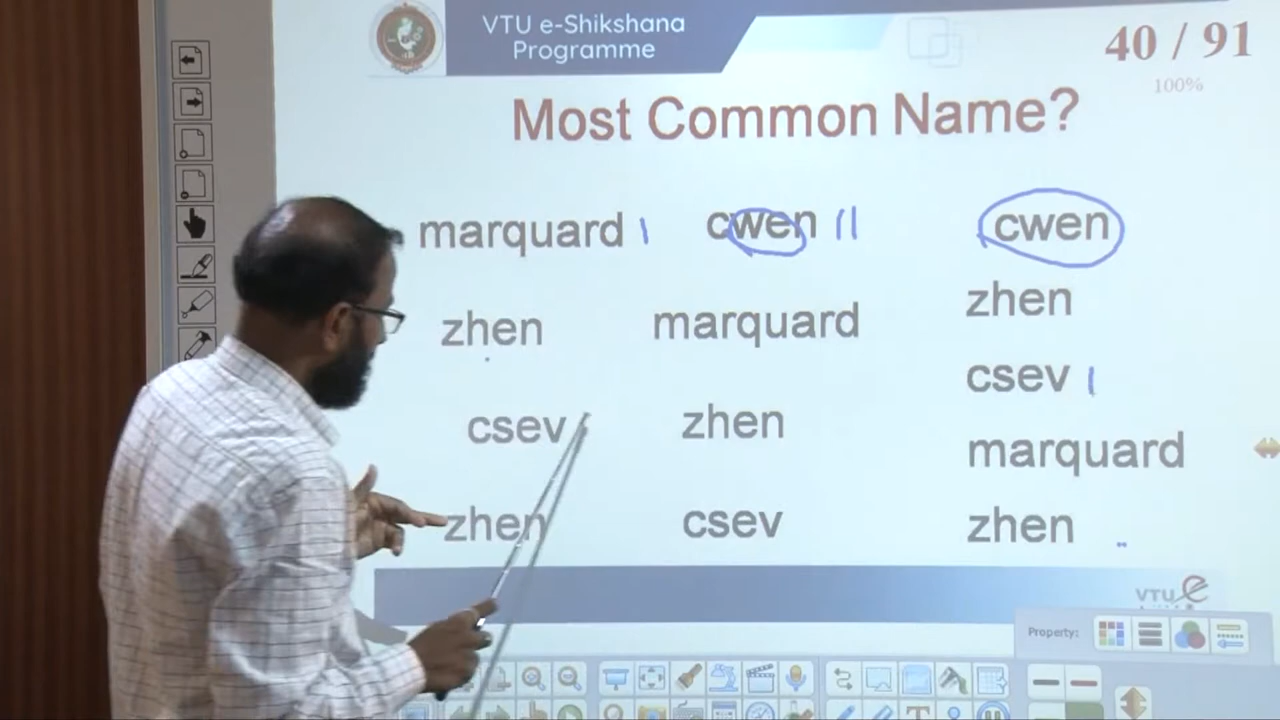 VTU e-Shikshana
Programme
40 / 91
100%
Most Common Name?
marquard cwen cwen
zhen marquard zhen
csev zhen csev
marquard
zhen csev zhen
VTU e
Property: